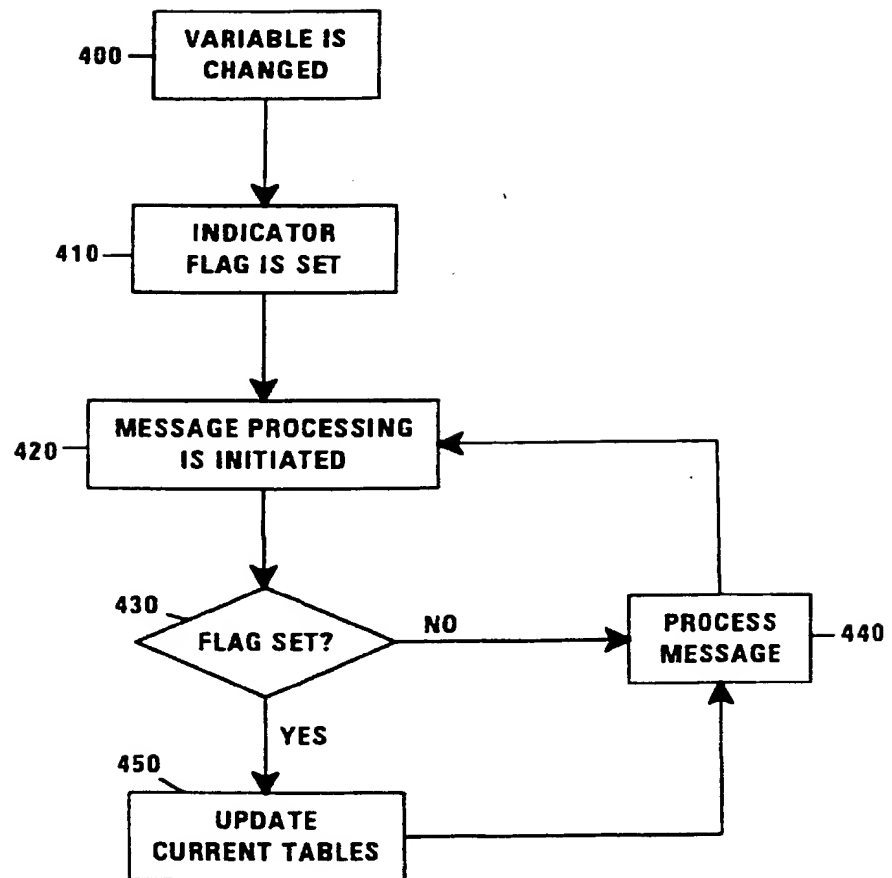 400
VARIABLE IS
CHANGED
410
INDICATOR
FLAG IS SET
420
MESSAGE PROCESSING
IS INITIATED
430
FLAG SET?
NO
PROCESS
MESSAGE
440
YES
450
UPDATE
CURRENT TABLES